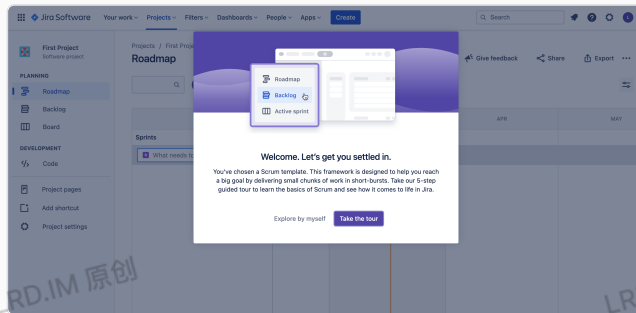 Jira Software
Your work
Projects
Filters
Dashboards
People
Apps
Create
Search
First Project
Software project
Projects / First Proje
Roadmap
Give feedback
Share
Export
PLANNING
Roadmap
Backlog
Board
DEVELOPMENT
Code
Project pages
Add shortcut
Project settings
APR
MAY
Sprints
What needs to
Roadmap
Backlog
Active sprint
Welcome. Let's get you settled in.
You've chosen a Scrum template. This framework is designed to help you reach
a big goal by delivering small chunks of work in short-bursts. Take our 5-step
guided tour to learn the basics of Scrum and see how it comes to life in Jira.
Explore by myself
Take the tour
RD.IM 原创
LR